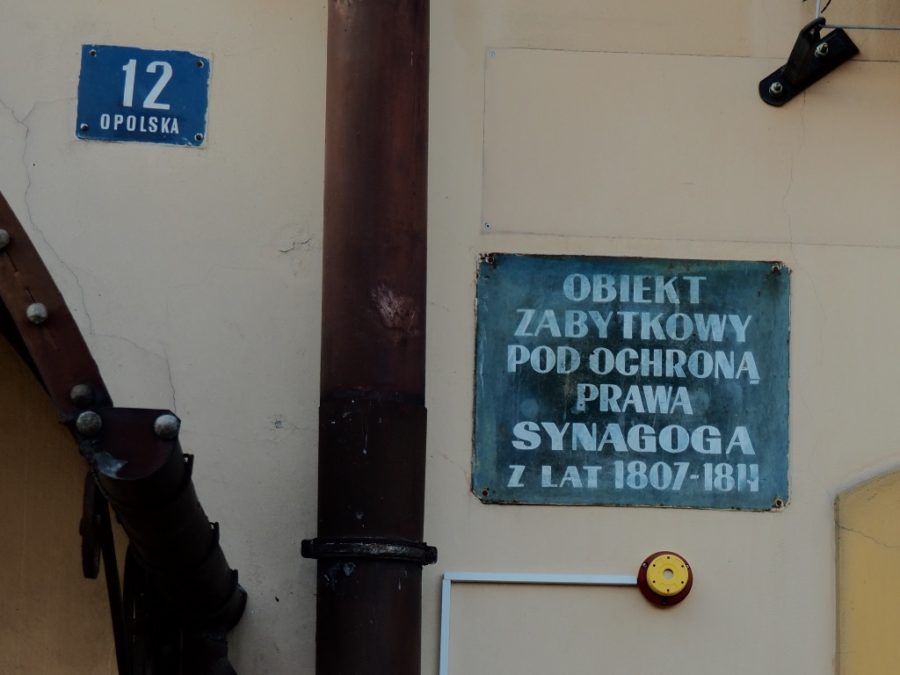 12
OPOLSKA
OBIEKT
ZABYTKOWY
POD OCHRONĄ
PRAWA
SYNAGOGA
Z LAT 1807-1811